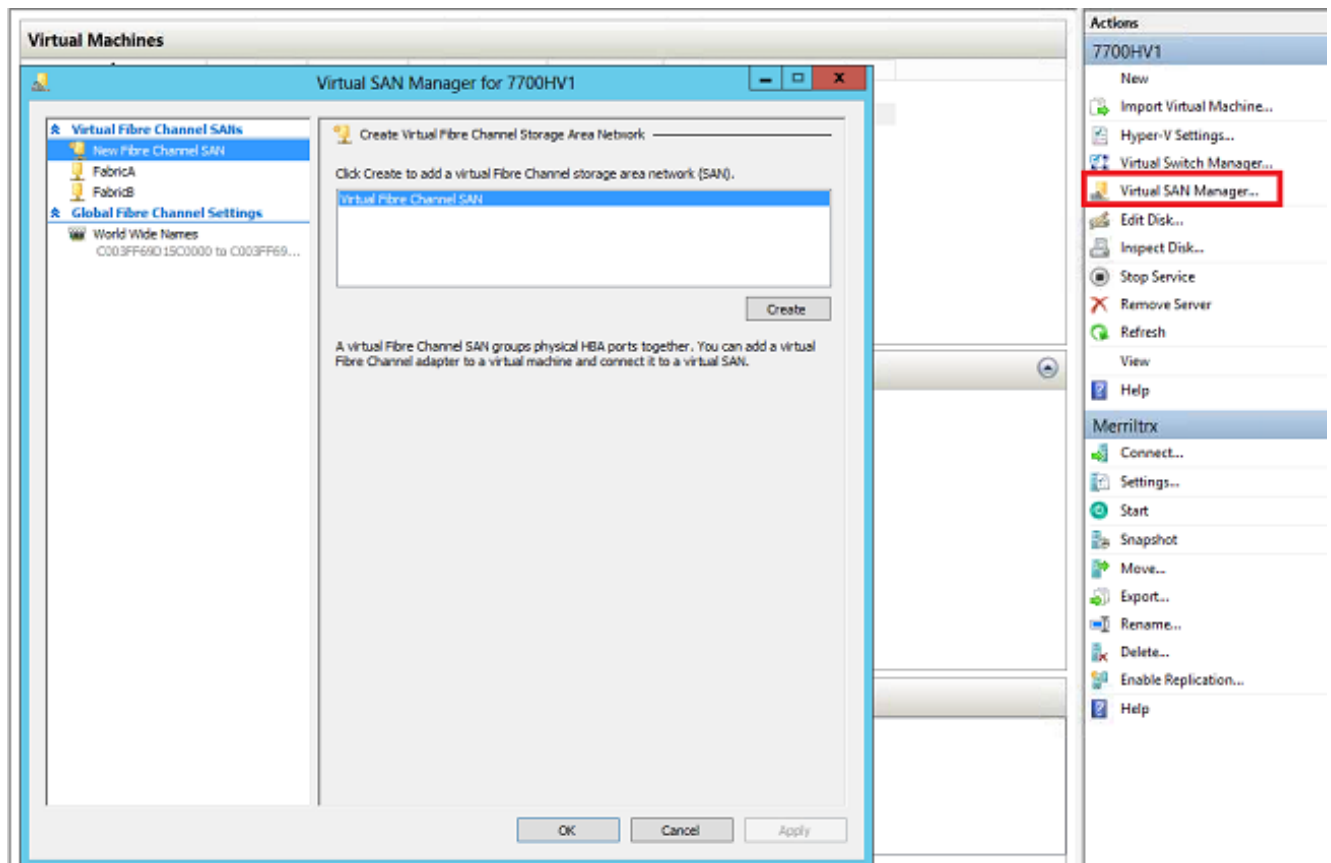 Virtual Machines
Virtual SAN Manager for 7700HV1
Virtual Fibre Channel SANs
New Fibre Channel SAN
FabricA
FabricB
Global Fibre Channel Settings
World Wide Names
C003FF69D15C0000 to C003FF69...
Create Virtual Fibre Channel Storage Area Network
Click Create to add a virtual Fibre Channel storage area network (SAN).
Virtual Fibre Channel SAN
Create
A virtual Fibre Channel SAN groups physical HBA ports together. You can add a virtual
Fibre Channel adapter to a virtual machine and connect it to a virtual SAN.
OK
Cancel
Apply
Actions
7700HV1
New
Import Virtual Machine...
Hyper-V Settings...
Virtual Switch Manager...
Virtual SAN Manager...
Edit Disk...
Inspect Disk...
Stop Service
Remove Server
Refresh
View
Help
Merriltrx
Connect...
Settings...
Start
Snapshot
Move...
Export...
Rename...
Delete...
Enable Replication...
Help